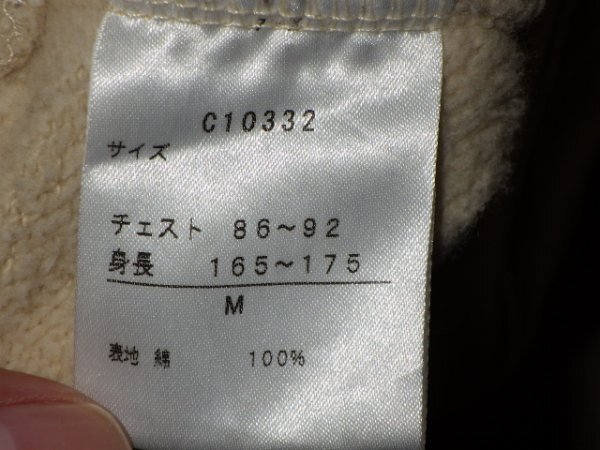 C10332
サイズ
チェスト 86～92
身長 165～175
M
表地 綿 100%